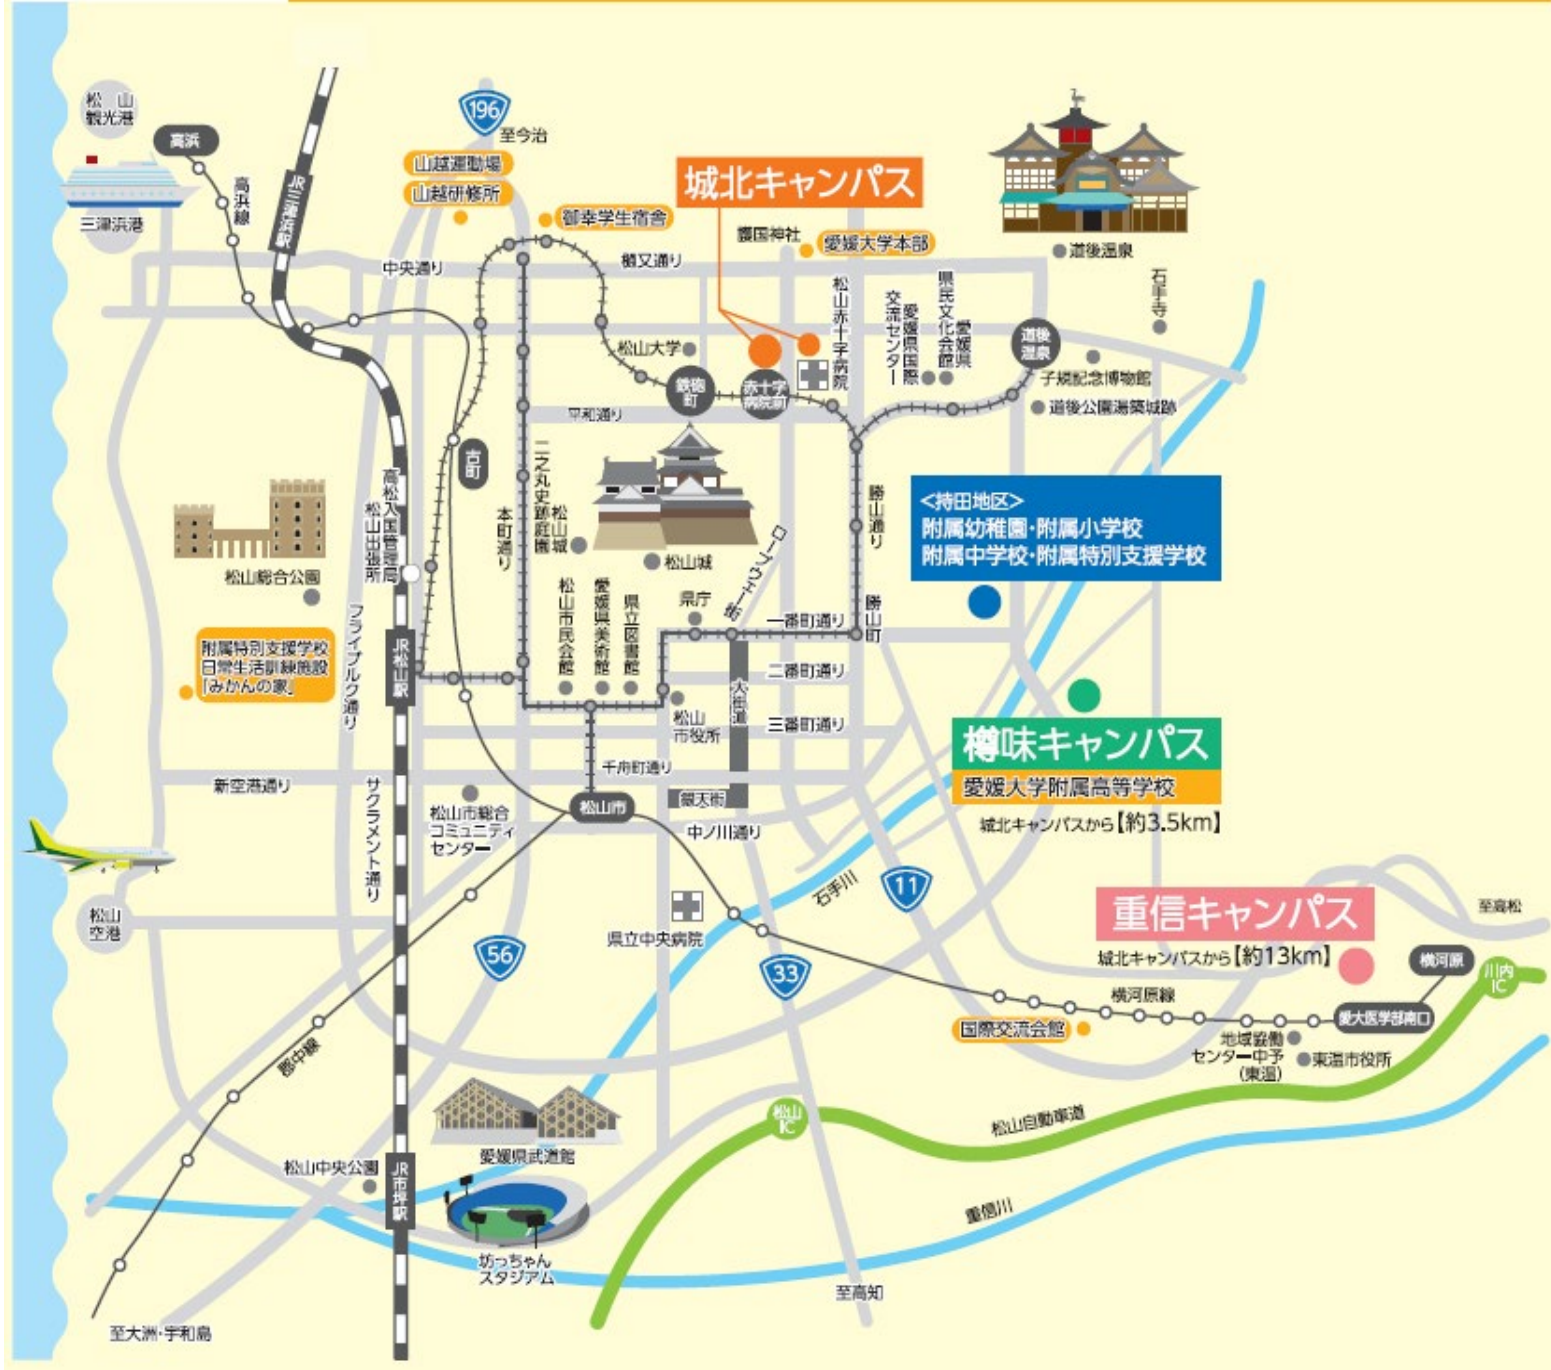 松山
観光港
高浜
三津浜港
高浜線
JR三津浜駅
196
至今治
山越運動場
山越研修所
御幸学生宿舎
城北キャンパス
護国神社
愛媛大学本部
道後温泉
石手寺
中央通り
樋又通り
松山赤十字病院
愛媛県国際
交流センター
愛媛県
県民文化会館
道後
温泉
子規記念博物館
道後公園湯築城跡
松山大学
鉄砲
町
赤十字
病院前
平和通り
古町
高松入国管理局
松山出張所
本町通り
二之丸史跡庭園
松山城
松山城
ロープウェー街
勝山通り
<持田地区>
附属幼稚園・附属小学校
附属中学校・附属特別支援学校
松山総合公園
フライブルク通り
附属特別支援学校
日常生活訓練施設
「みかんの家」
JR松山駅
松山市民会館
愛媛県美術館
県立図書館
県庁
一番町通り
勝山町
二番町通り
大街道
松山
市役所
三番町通り
樽味キャンパス
愛媛大学附属高等学校
城北キャンパスから【約3.5km】
新空港通り
サクラメント通り
千舟町通り
松山市総合
コミュニティ
センター
松山市
銀天街
中ノ川通り
石手川
11
松山
空港
県立中央病院
56
33
重信キャンパス
城北キャンパスから【約13km】
至高松
横河原
川内
IC
横河原線
愛大医学部南口
国際交流会館
地域協働
センター中予
(東温)
東温市役所
郡中線
松山
IC
松山自動車道
愛媛県武道館
松山中央公園
JR市坪駅
坊っちゃん
スタジアム
重信川
至高知
至大洲・宇和島